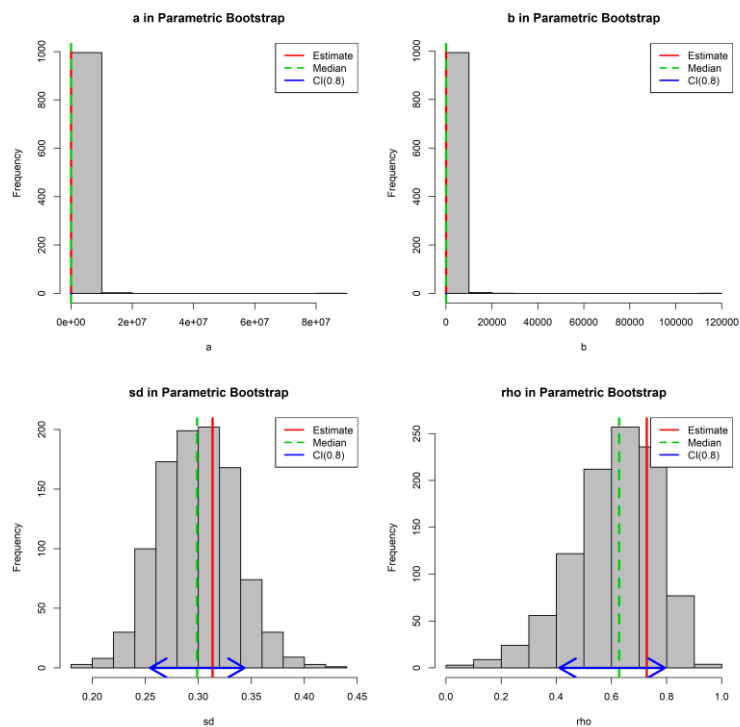 a in Parametric Bootstrap
Estimate
Median
CI(0.8)
Frequency
1000
800
600
400
200
0
0e+00 2e+07 4e+07 6e+07 8e+07
a
b in Parametric Bootstrap
Estimate
Median
CI(0.8)
Frequency
1000
800
600
400
200
0
0 20000 40000 60000 80000 100000 120000
b
sd in Parametric Bootstrap
Estimate
Median
CI(0.8)
Frequency
200
150
100
50
0
0.20 0.25 0.30 0.35 0.40 0.45
sd
rho in Parametric Bootstrap
Estimate
Median
CI(0.8)
Frequency
250
200
150
100
50
0
0.0 0.2 0.4 0.6 0.8 1.0
rho